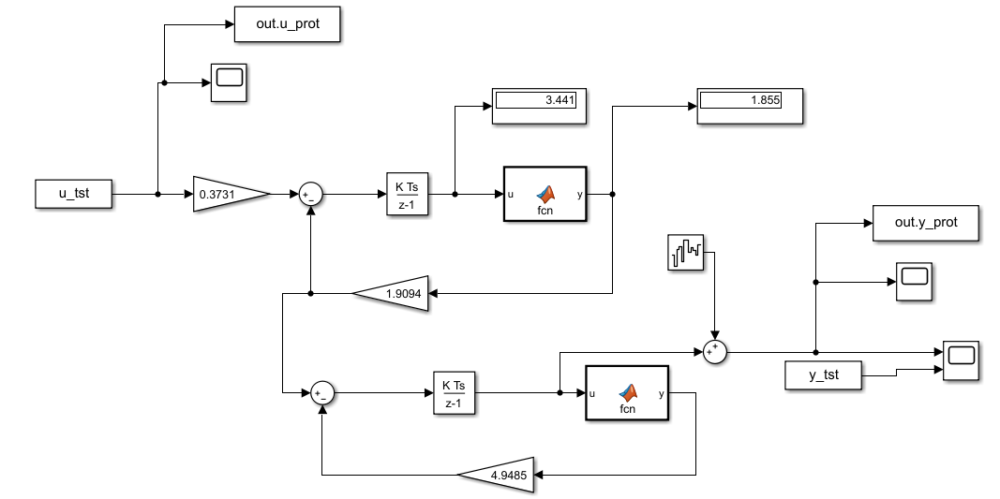 out.u_prot
3.441
1.855
u_tst
0.3731
+
−
K Ts
z-1
u
fcn
y
out.y_prot
1.9094
+
+
K Ts
z-1
u
fcn
y
+
−
y_tst
4.9485